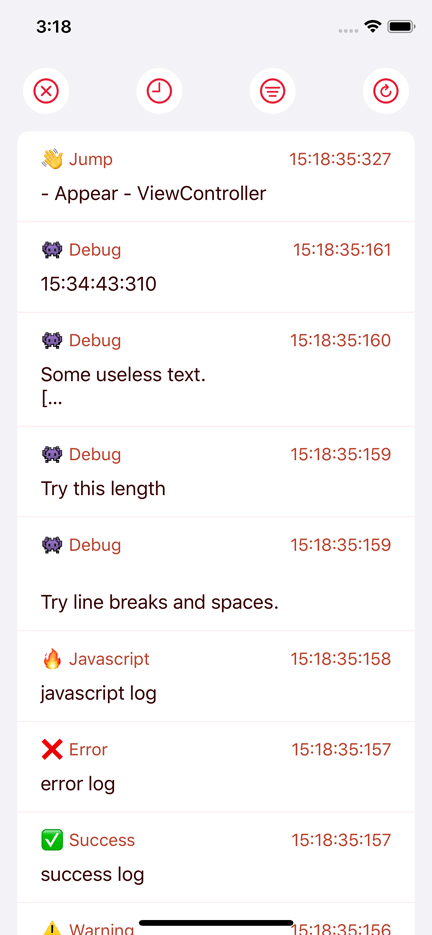 3:18
Jump 15:18:35:327
- Appear - ViewController
Debug 15:18:35:161
15:34:43:310
Debug 15:18:35:160
Some useless text.
[...
Debug 15:18:35:159
Try this length
Debug 15:18:35:159
Try line breaks and spaces.
Javascript 15:18:35:158
javascript log
Error 15:18:35:157
error log
Success 15:18:35:157
success log
Warning 15:18:35:156